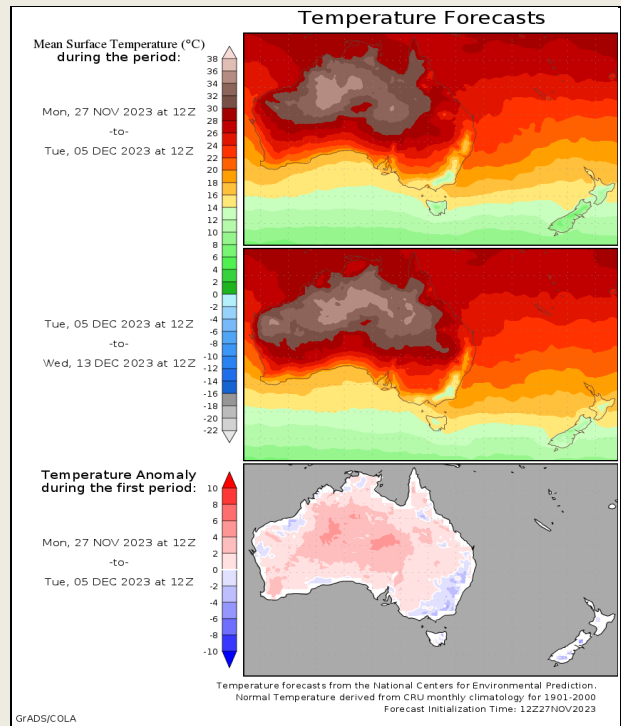 Temperature Forecasts
Mean Surface Temperature (°C)
during the period:
38
36
34
32
30
28
26
24
22
20
18
16
14
12
10
8
6
4
2
0
-2
-4
-6
-8
-10
-12
-14
-16
-18
-20
-22
Mon, 27 NOV 2023 at 12Z
-to-
Tue, 05 DEC 2023 at 12Z
Tue, 05 DEC 2023 at 12Z
-to-
Wed, 13 DEC 2023 at 12Z
Temperature Anomaly
during the first period:
10
8
6
4
2
0
-2
-4
-6
-8
-10
Mon, 27 NOV 2023 at 12Z
-to-
Tue, 05 DEC 2023 at 12Z
Temperature forecasts from the National Centers for Environmental Prediction.
Normal Temperature derived from CRU monthly climatology for 1901-2000
Forecast Initialization Time: 12Z27NOV2023
GrADS/COLA